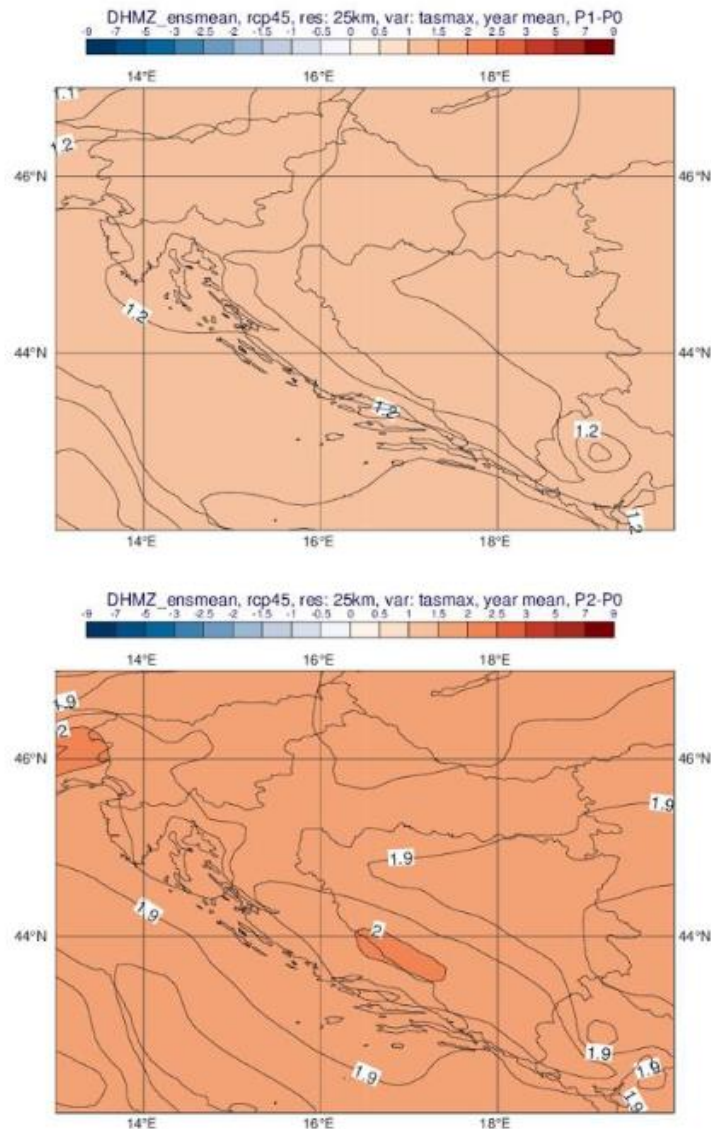 DHMZ_ensmean, rcp45, res: 25km, var: tasmax, year mean, P1-P0
-9 -7 -5 -3 -2.5 -2 -1.5 -1 -0.5 0 0.5 1 1.5 2 2.5 3 5 7 9
14°E 16°E 18°E
1.1
1.2
46°N 46°N
1.2
44°N 44°N
1.2
1.2
1.2
14°E 16°E 18°E
DHMZ_ensmean, rcp45, res: 25km, var: tasmax, year mean, P2-P0
-9 -7 -5 -3 -2.5 -2 -1.5 -1 -0.5 0 0.5 1 1.5 2 2.5 3 5 7 9
14°E 16°E 18°E
1.9
2
46°N 46°N
1.9
1.9
1.9
2
44°N 44°N
1.9
1.9
1.9
1.9
14°E 16°E 18°E